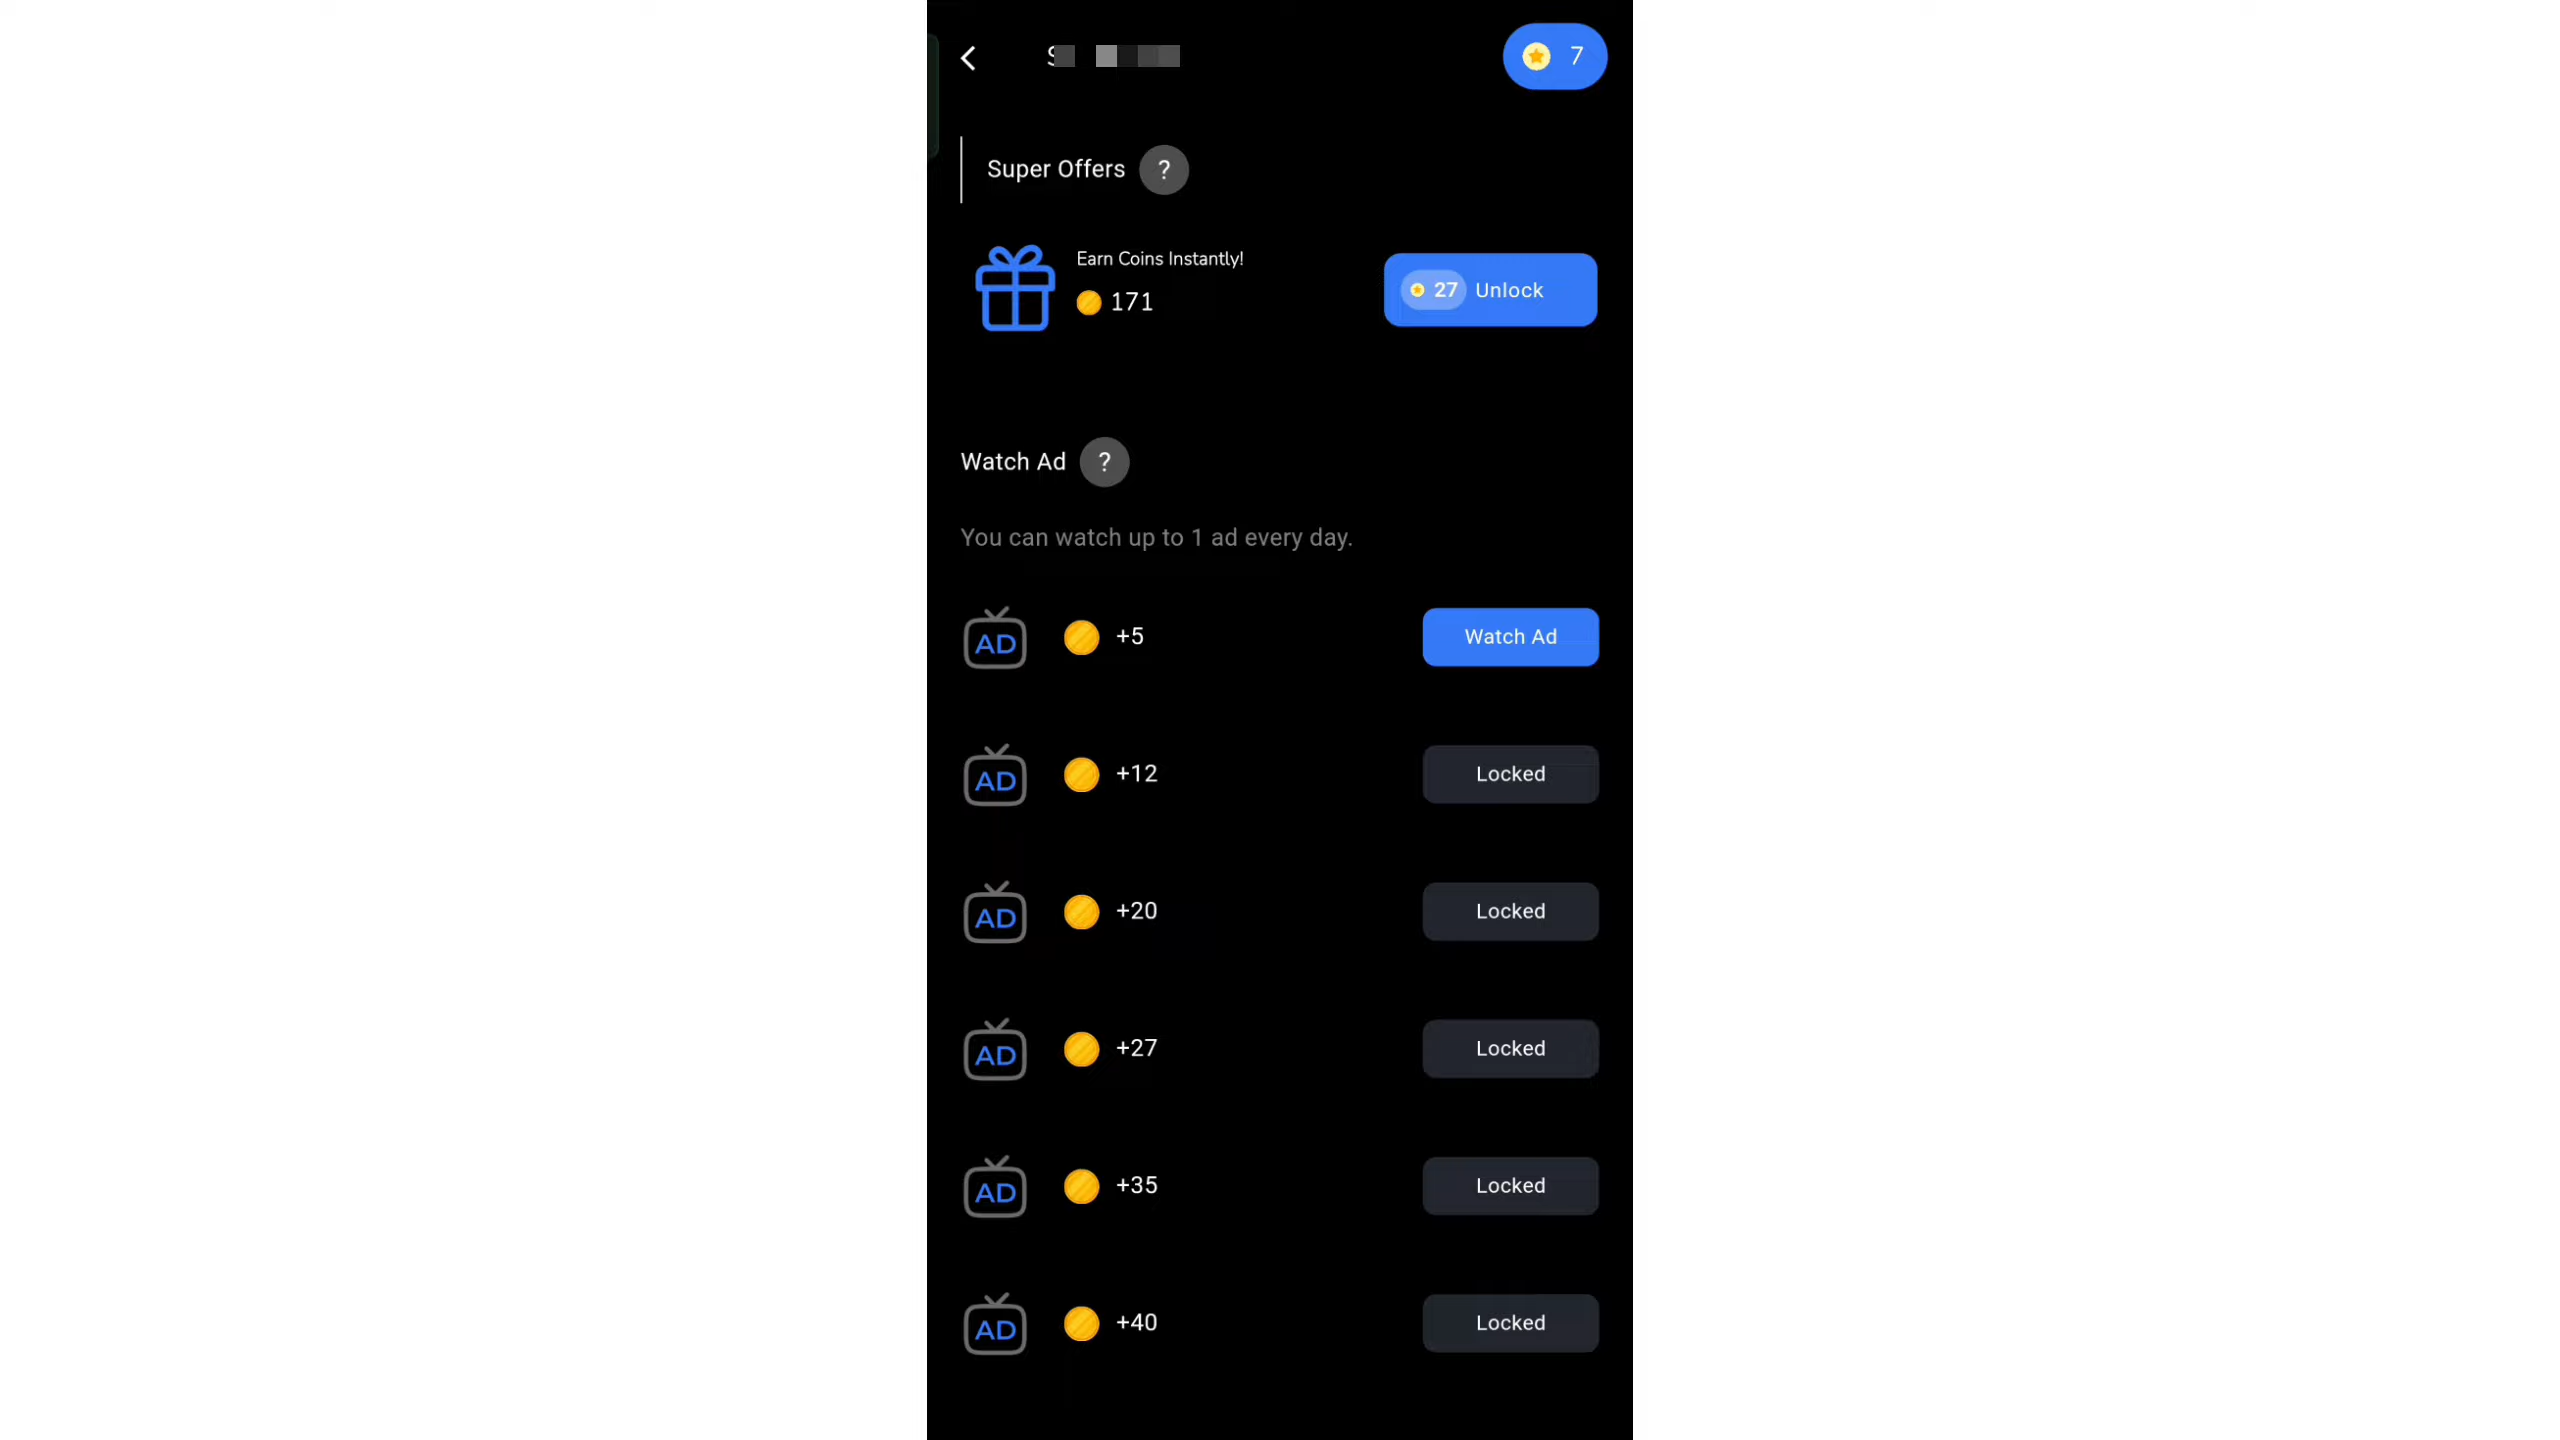 7
Super Offers ?
Earn Coins Instantly!
171
27 Unlock
Watch Ad ?
You can watch up to 1 ad every day.
AD +5 Watch Ad
AD +12 Locked
AD +20 Locked
AD +27 Locked
AD +35 Locked
AD +40 Locked